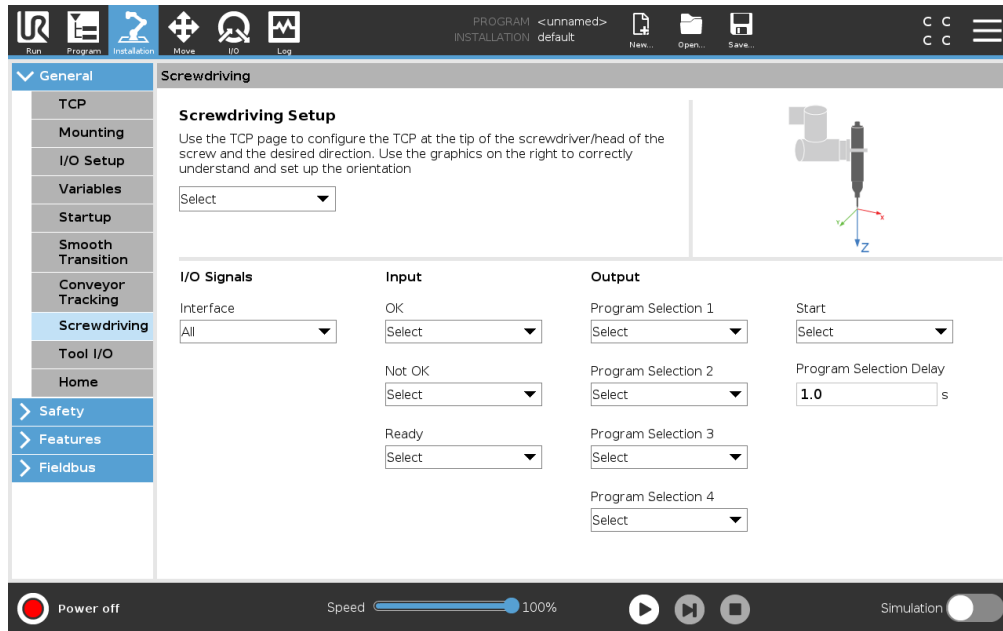 PROGRAM <unnamed>
INSTALLATION default
C C
C C
Run
Program
Installation
Move
I/O
Log
New...
Open...
Save...
General
TCP
Mounting
I/O Setup
Variables
Startup
Smooth
Transition
Conveyor
Tracking
Screwdriving
Tool I/O
Home
Safety
Features
Fieldbus
Screwdriving
Screwdriving Setup
Use the TCP page to configure the TCP at the tip of the screwdriver/head of the
screw and the desired direction. Use the graphics on the right to correctly
understand and set up the orientation
Select
X
Y
Z
I/O Signals
Interface
All
Input
OK
Select
Not OK
Select
Ready
Select
Output
Program Selection 1
Select
Program Selection 2
Select
Program Selection 3
Select
Program Selection 4
Select
Start
Select
Program Selection Delay
1.0 s
Power off
Speed 100%
Simulation